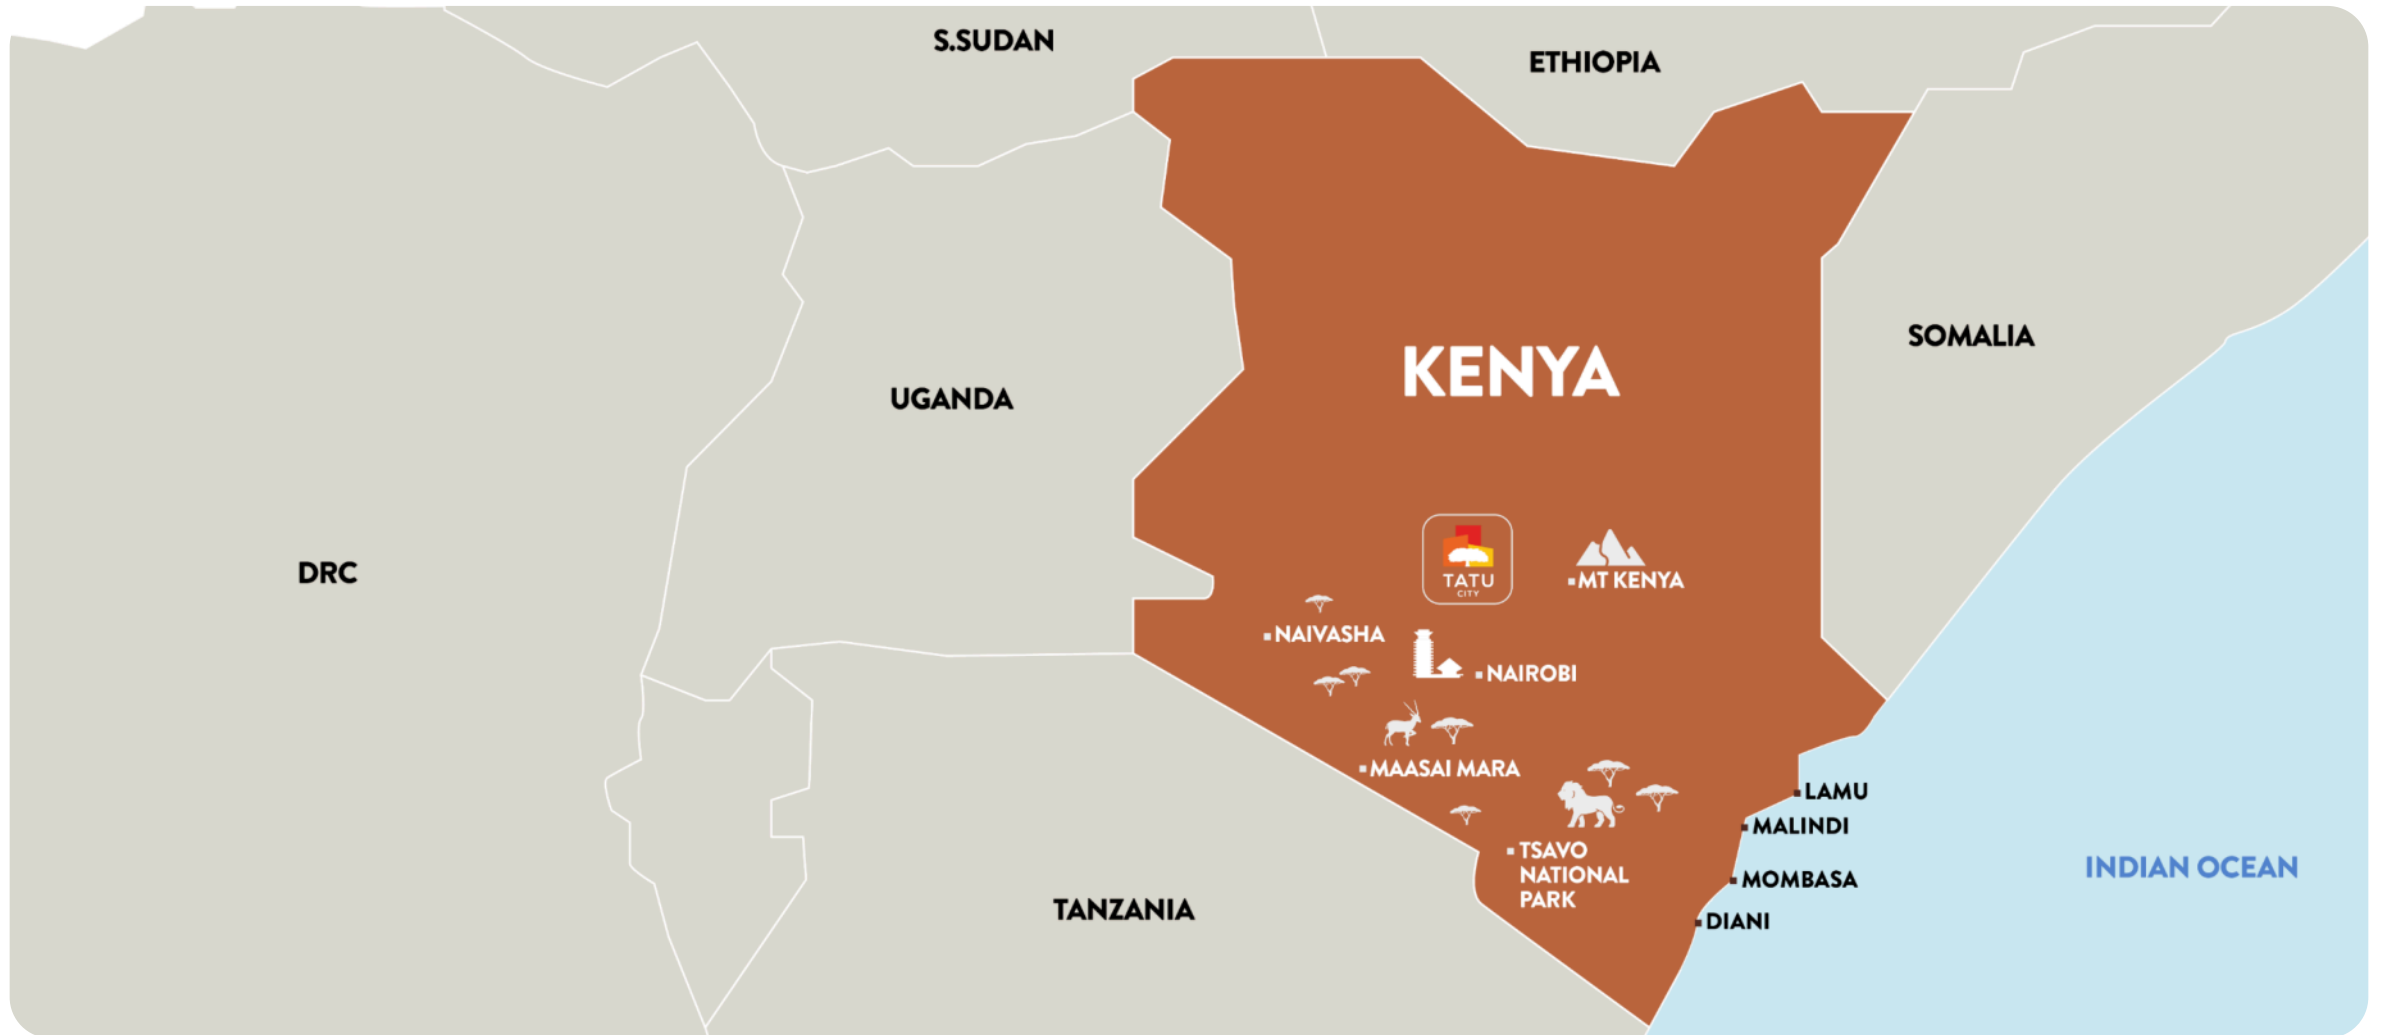 S.SUDAN
ETHIOPIA
SOMALIA
KENYA
UGANDA
DRC
TATU
CITY
MT KENYA
NAIVASHA
NAIROBI
MAASAI MARA
LAMU
MALINDI
TSAVO
NATIONAL
PARK
INDIAN OCEAN
MOMBASA
TANZANIA
DIANI